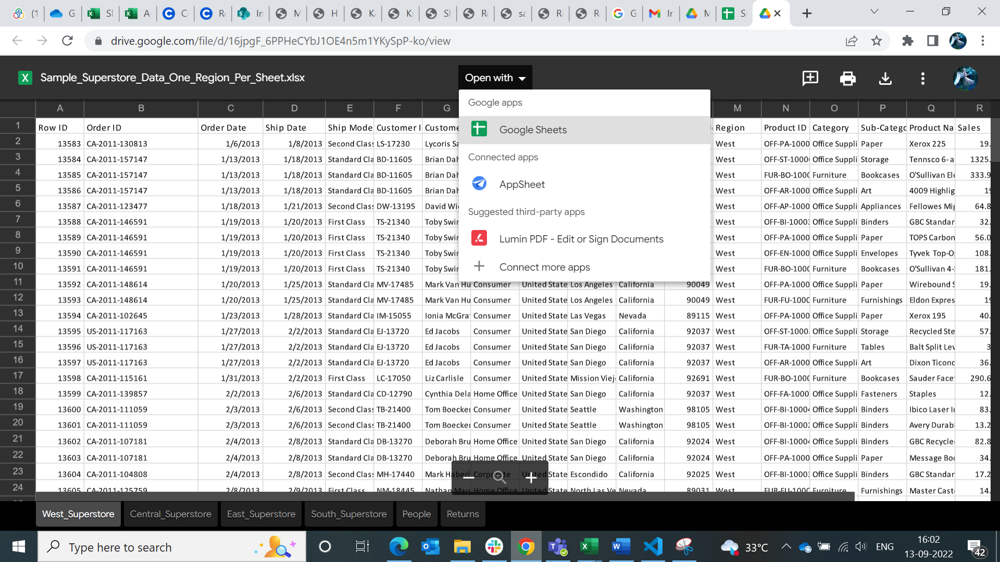 (1 G SI A C R In M H K K SI R sa Ri R G In M S
drive.google.com/file/d/16jpgF_6PPHeCYbJ1OE4n5m1YKySpP-ko/view
Sample_Superstore_Data_One_Region_Per_Sheet.xlsx Open with
Google apps
Google Sheets
Connected apps
AppSheet
Suggested third-party apps
Lumin PDF - Edit or Sign Documents
Connect more apps
A B C D E F G M N O P Q R
1 Row ID Order ID Order Date Ship Date Ship Mode Customer I Custome Region Product ID Category Sub-Catego Product Na Sales
2 13583 CA-2011-130813 1/6/2013 1/8/2013 Second Clas LS-17230 Lycoris Sa West OFF-PA-1000 Office Suppli Paper Xerox 225 19.
3 13584 CA-2011-157147 1/13/2013 1/18/2013 Standard Cla BD-11605 Brian Dah West OFF-ST-1000 Office Suppli Storage Tennsco 6- a 1325.
4 13585 CA-2011-157147 1/13/2013 1/18/2013 Standard Cla BD-11605 Brian Dah West FUR-BO-1000 Furniture Bookcases O'Sullivan Ele 333.9
5 13586 CA-2011-157147 1/13/2013 1/18/2013 Standard Cla BD-11605 Brian Dah West OFF-AR-1000 Office Suppli Art 4009 Highlig 19
6 13587 CA-2011-123477 1/18/2013 1/21/2013 Second Clas DW-13195 David Wie West OFF-AP-1000 Office Suppli Appliances Fellowes Mig 64.8
7 13588 CA-2011-146591 1/19/2013 1/20/2013 First Class TS-21340 Toby Swin West OFF-BI-1000 Office Suppli Binders GBC Standar 32.
8 13589 CA-2011-146591 1/19/2013 1/20/2013 First Class TS-21340 Toby Swin West OFF-PA-1000 Office Suppli Paper TOPS Carbon 56.0
9 13590 CA-2011-146591 1/19/2013 1/20/2013 First Class TS-21340 Toby Swin West OFF-EN-1000 Office Suppli Envelopes Tyvek Top-O 108.
10 13591 CA-2011-146591 1/19/2013 1/20/2013 First Class TS-21340 Toby Swin West FUR-BO-1000 Furniture Bookcases O'Sullivan 4- 181.
11 13592 CA-2011-148614 1/20/2013 1/25/2013 Standard Cla MV-17485 Mark Van Hu Consumer United State Los Angeles California 90049 West OFF-PA-1000 Office Suppli Paper Wirebound S 19.
12 13593 CA-2011-148614 1/20/2013 1/25/2013 Standard Cla MV-17485 Mark Van Hu Consumer United State Los Angeles California 90049 West FUR-FU-1000 Furniture Furnishings Eldon Expres 19
13 13594 CA-2011-102645 1/23/2013 1/28/2013 Standard Cla IM-15055 Ionia McGra Consumer United State Las Vegas Nevada 89115 West OFF-PA-1000 Office Suppli Paper Xerox 195 40.
14 13595 US-2011-117163 1/27/2013 2/2/2013 Standard Cla EJ-13720 Ed Jacobs Consumer United State San Diego California 92037 West OFF-ST-1000 Office Suppli Storage Recycled Ste 57.
15 13596 US-2011-117163 1/27/2013 2/2/2013 Standard Cla EJ-13720 Ed Jacobs Consumer United State San Diego California 92037 West FUR-TA-1000 Furniture Tables Balt Split Lev 3
16 13597 US-2011-117163 1/27/2013 2/2/2013 Standard Cla EJ-13720 Ed Jacobs Consumer United State San Diego California 92037 West OFF-AR-1000 Office Suppli Art Dixon Ticond 36.
17 13598 CA-2011-115161 1/31/2013 2/2/2013 First Class LC-17050 Liz Carlisle Consumer United State Mission Viej California 92691 West FUR-BO-1000 Furniture Bookcases Sauder Face 290.6
18 13599 CA-2011-139857 2/2/2013 2/6/2013 Standard Cla CD-12790 Cynthia Dela Home Office United State San Diego California 92037 West OFF-FA-1000 Office Suppli Fasteners Staples 12.
19 13600 CA-2011-111059 2/3/2013 2/6/2013 Second Clas TB-21400 Tom Boecke United State Seattle Washington 98105 West OFF-BI-1000 Office Suppli Binders Ibico Laser I 83.
20 13601 CA-2011-111059 2/3/2013 2/6/2013 Second Clas TB-21400 Tom Boecke Consumer United State Seattle Washington 98105 West OFF-BI-1000 Office Suppli Binders Avery Durabl 13.2
21 13602 CA-2011-107181 2/4/2013 2/8/2013 Standard Cla DB-13270 Deborah Bru Home Office United State San Diego California 92024 West OFF-BI-1000 Office Suppli Binders GBC Recycle 82.8
22 13603 CA-2011-107181 2/4/2013 2/8/2013 Standard Cla DB-13270 Deborah Bru Home Office United State San Diego California 92024 West OFF-PA-1000 Office Suppli Paper Message Boo 34.
23 13604 CA-2011-104808 2/4/2013 2/8/2013 Second Clas MH-17440 Mark Haberl Corporate United State Escondido California 92025 West OFF-BI-1000 Office Suppli Binders GBC Standar 17.2
24 13605 CA-2011-125759 2/8/2013 2/9/2013 First Class NM-18445 Nathan Mau Home Office United State North Las Ve Nevada 89031 West FUR-FU-1000 Furniture Furnishings Master Cast 14.
West_Superstore Central_Superstore East_Superstore South_Superstore People Returns
Type here to search 33°C ENG 16:02
13-09-2022 42